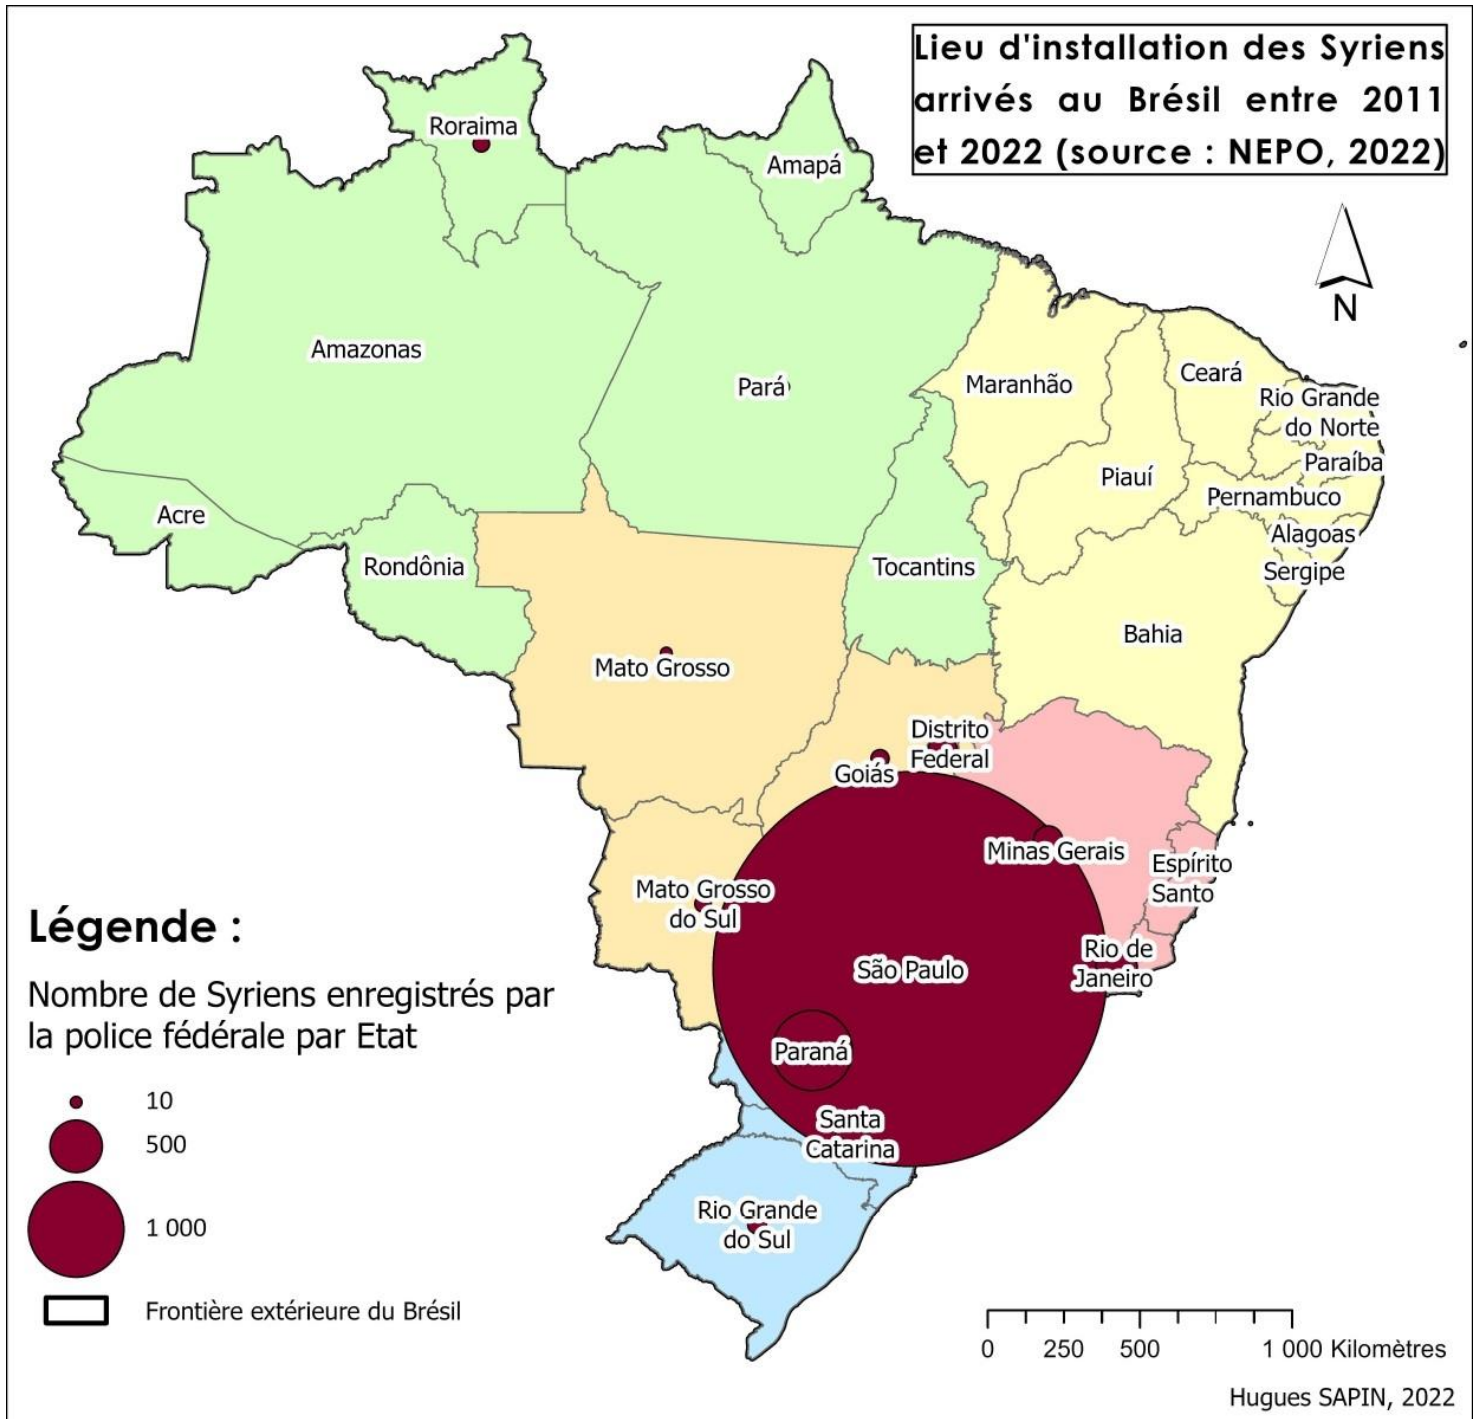 Lieu d'installation des Syriens
arrivés au Brésil entre 2011
et 2022 (source : NEPO, 2022)
N
Roraima
Amapá
Amazonas
Pará
Maranhão
Ceará
Rio Grande
do Norte
Paraíba
Piauí
Pernambuco
Alagoas
Sergipe
Acre
Rondônia
Tocantins
Bahia
Mato Grosso
Distrito
Federal
Goiás
Minas Gerais
Espírito
Santo
Mato Grosso
do Sul
São Paulo
Rio de
Janeiro
Paraná
Santa
Catarina
Rio Grande
do Sul
Légende :
Nombre de Syriens enregistrés par
la police fédérale par Etat
10
500
1 000
Frontière extérieure du Brésil
0 250 500 1 000 Kilomètres
Hugues SAPIN, 2022